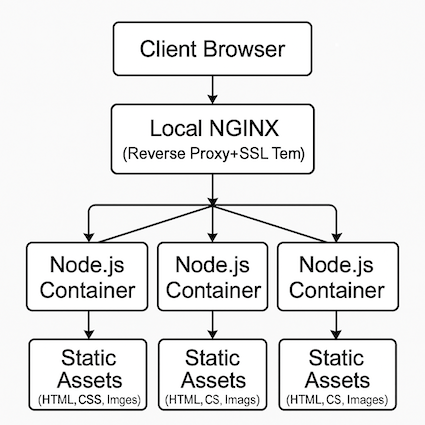 Client Browser
Local NGINX
(Reverse Proxy+SSL Tem)
Node.js
Container
Node.js
Container
Node.js
Container
Static
Assets
(HTML, CSS, Imges)
Static
Assets
(HTML, CS, Imags)
Static
Assets
(HTML, CS, Images)